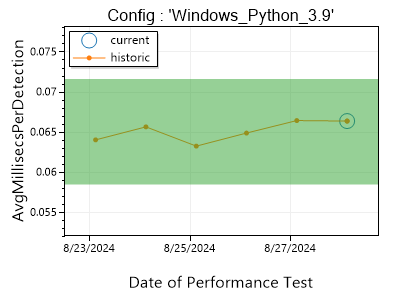 Config : 'Windows_Python_3.9'
current
historic
0.075
0.07
0.065
0.06
0.055
AvgMillisecsPerDetection
8/23/2024
8/25/2024
8/27/2024
Date of Performance Test